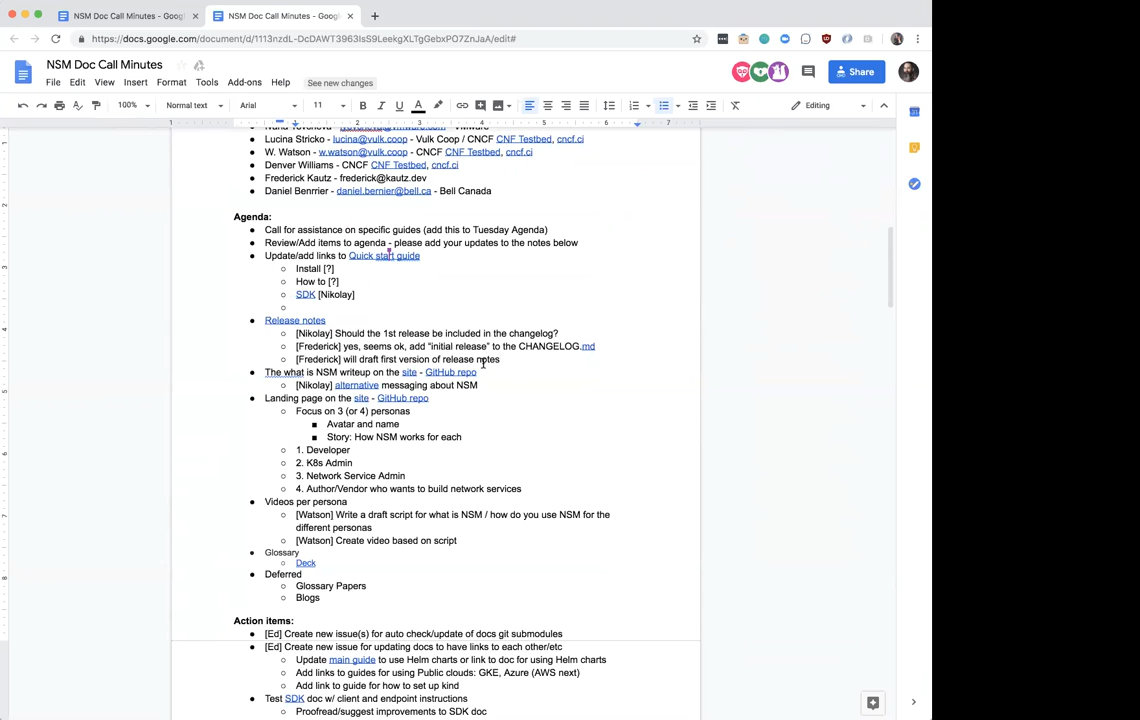 NSM Doc Call Minutes - Goog
NSM Doc Call Minutes - Goog
https://docs.google.com/document/d/1113nzdL-DcDAWT3963IsS9LeekgXLTgGebxPO7ZnJaA/edit#
NSM Doc Call Minutes
File Edit View Insert Format Tools Add-ons Help See new changes
Share
100% Normal text Arial 11 Editing
1 1 2 3 4 5 6 7
Lucina Stricko - lucina@vulk.coop - Vulk Coop / CNCF CNF Testbed, cncf.ci
W. Watson - w.watson@vulk.coop - CNCF CNF Testbed, cncf.ci
Denver Williams - CNCF CNF Testbed, cncf.ci
Frederick Kautz - frederick@kautz.dev
Daniel Benrrier - daniel.bernier@bell.ca - Bell Canada
Agenda:
Call for assistance on specific guides (add this to Tuesday Agenda)
Review/Add items to agenda - please add your updates to the notes below
Update/add links to Quick start guide
Install [?]
How to [?]
SDK [Nikolay]
Release notes
[Nikolay] Should the 1st release be included in the changelog?
[Frederick] yes, seems ok, add “initial release” to the CHANGELOG.md
[Frederick] will draft first version of release notes
The what is NSM writeup on the site - GitHub repo
[Nikolay] alternative messaging about NSM
Landing page on the site - GitHub repo
Focus on 3 (or 4) personas
Avatar and name
Story: How NSM works for each
1. Developer
2. K8s Admin
3. Network Service Admin
4. Author/Vendor who wants to build network services
Videos per persona
[Watson] Write a draft script for what is NSM / how do you use NSM for the
different personas
[Watson] Create video based on script
Glossary
Deck
Deferred
Glossary Papers
Blogs
Action items:
[Ed] Create new issue(s) for auto check/update of docs git submodules
[Ed] Create new issue for updating docs to have links to each other/etc
Update main guide to use Helm charts or link to doc for using Helm charts
Add links to guides for using Public clouds: GKE, Azure (AWS next)
Add link to guide for how to set up kind
Test SDK doc w/ client and endpoint instructions
Proofread/suggest improvements to SDK doc